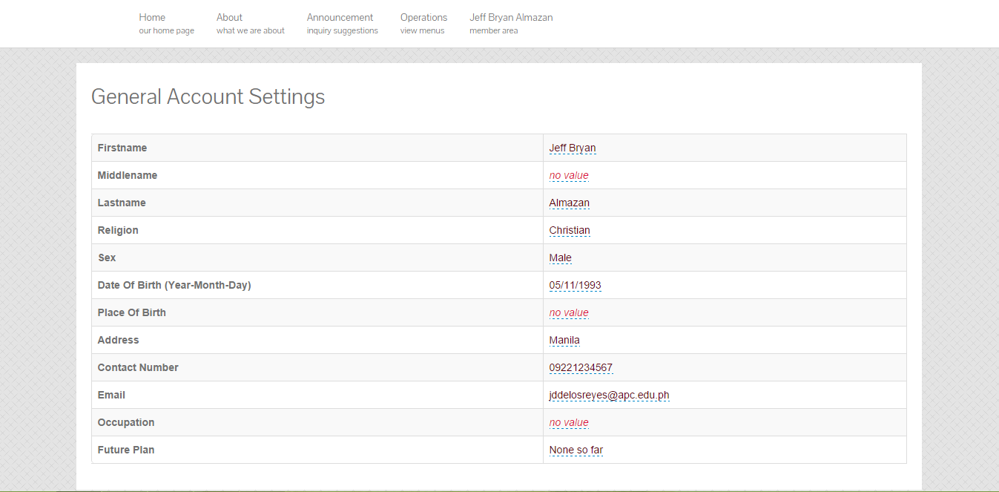 Home About Announcement Operations Jeff Bryan Almazan
our home page what we are about inquiry suggestions view menus member area
General Account Settings
Firstname Jeff Bryan
Middlename no value
Lastname Almazan
Religion Christian
Sex Male
Date Of Birth (Year-Month-Day) 05/11/1993
Place Of Birth no value
Address Manila
Contact Number 09221234567
Email jddelosreyes@apc.edu.ph
Occupation no value
Future Plan None so far